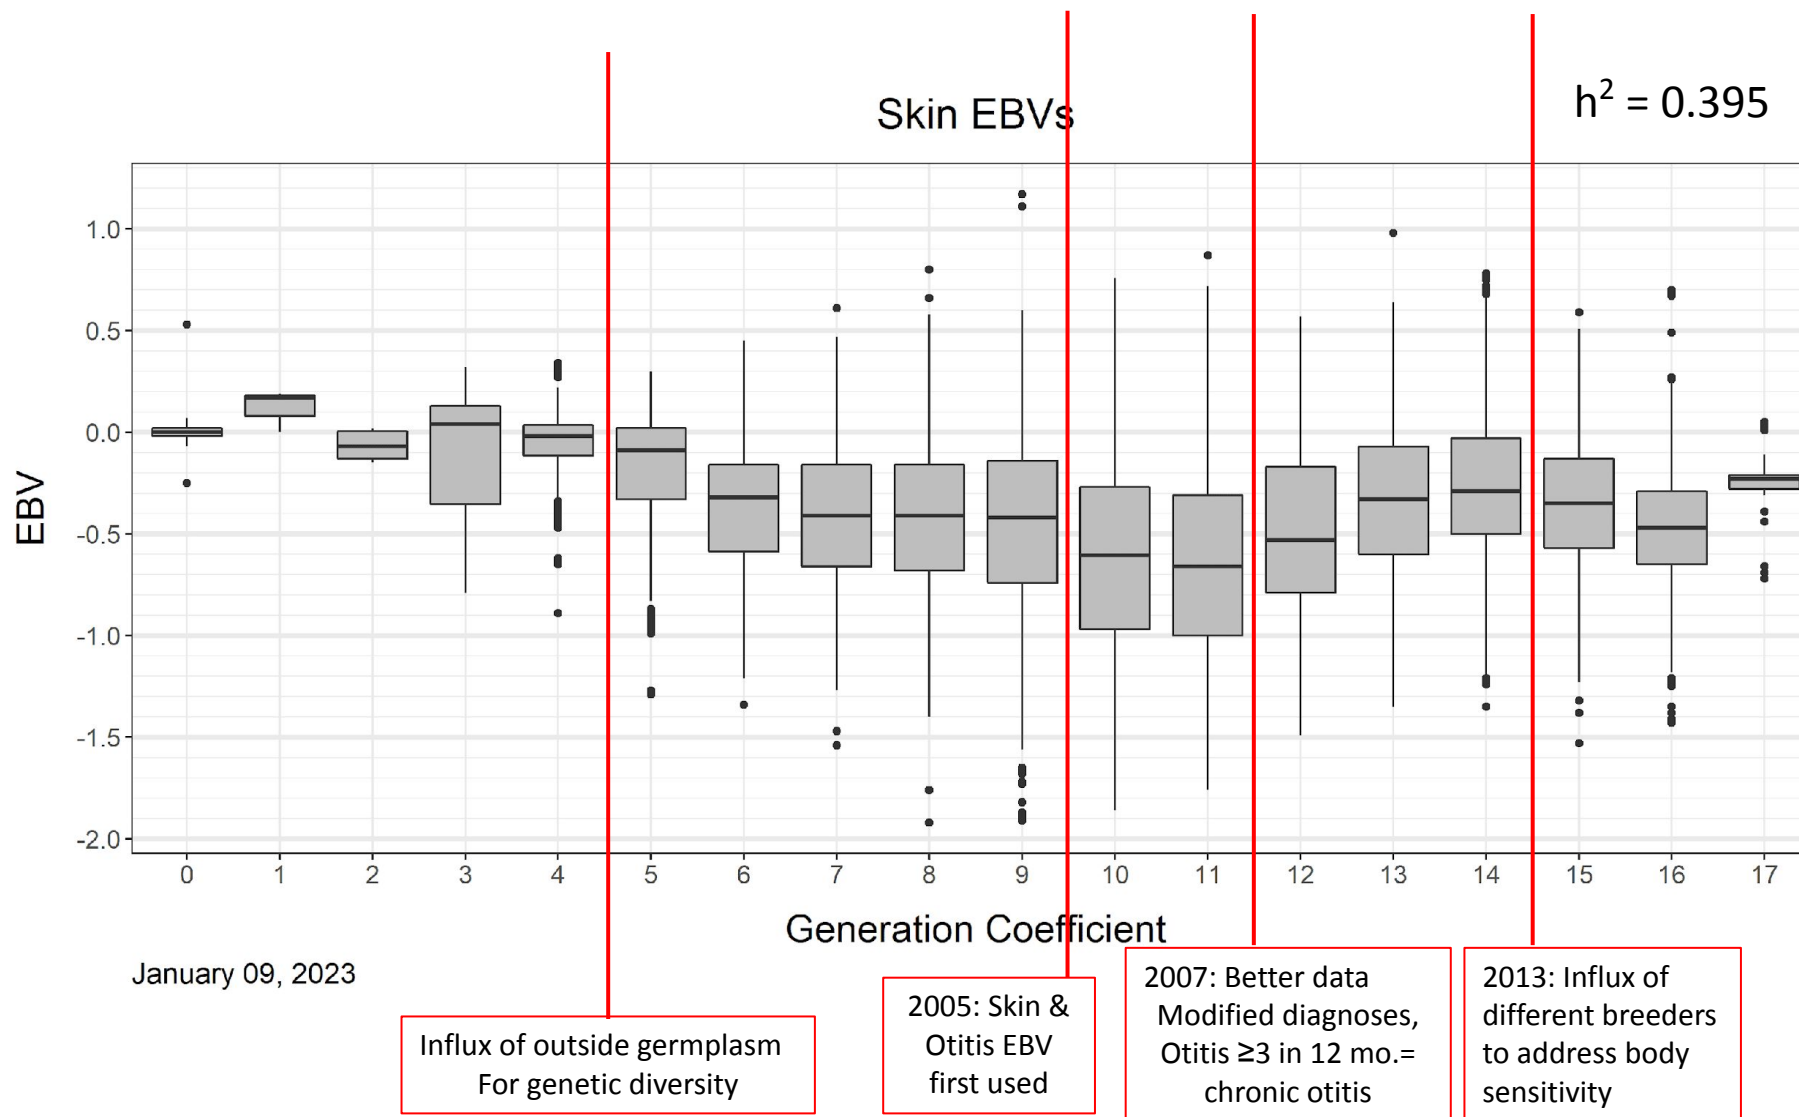 Skin EBVs
h² = 0.395
EBV
1.0
0.5
0.0
-0.5
-1.0
-1.5
-2.0
0 1 2 3 4 5 6 7 8 9 10 11 12 13 14 15 16 17
Generation Coefficient
January 09, 2023
Influx of outside germplasm
For genetic diversity
2005: Skin &
Otitis EBV
first used
2007: Better data
Modified diagnoses,
Otitis ≥3 in 12 mo.=
chronic otitis
2013: Influx of
different breeders
to address body
sensitivity